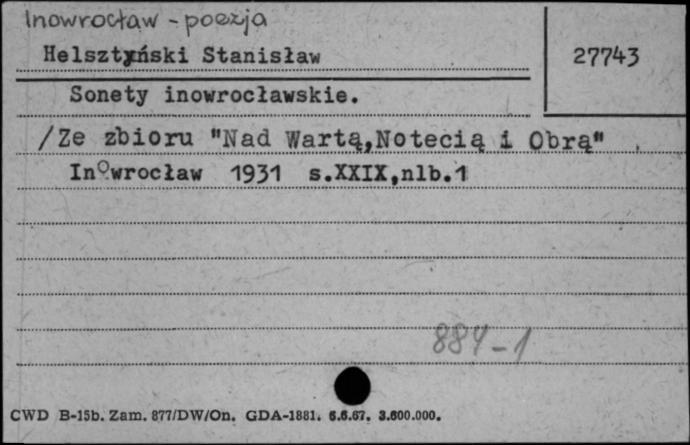 Inowrocław - poezja
Helsztyński Stanisław
27743
Sonety inowrocławskie.
/Ze zbioru "Nad Wartą,Notecią i Obrą"
Inowrocław 1931 s.XXIX,nlb.1
884-1
CWD B-15b. Zam. 877/DW/On. GDA-1881. 6.6.67. 3.600.000.